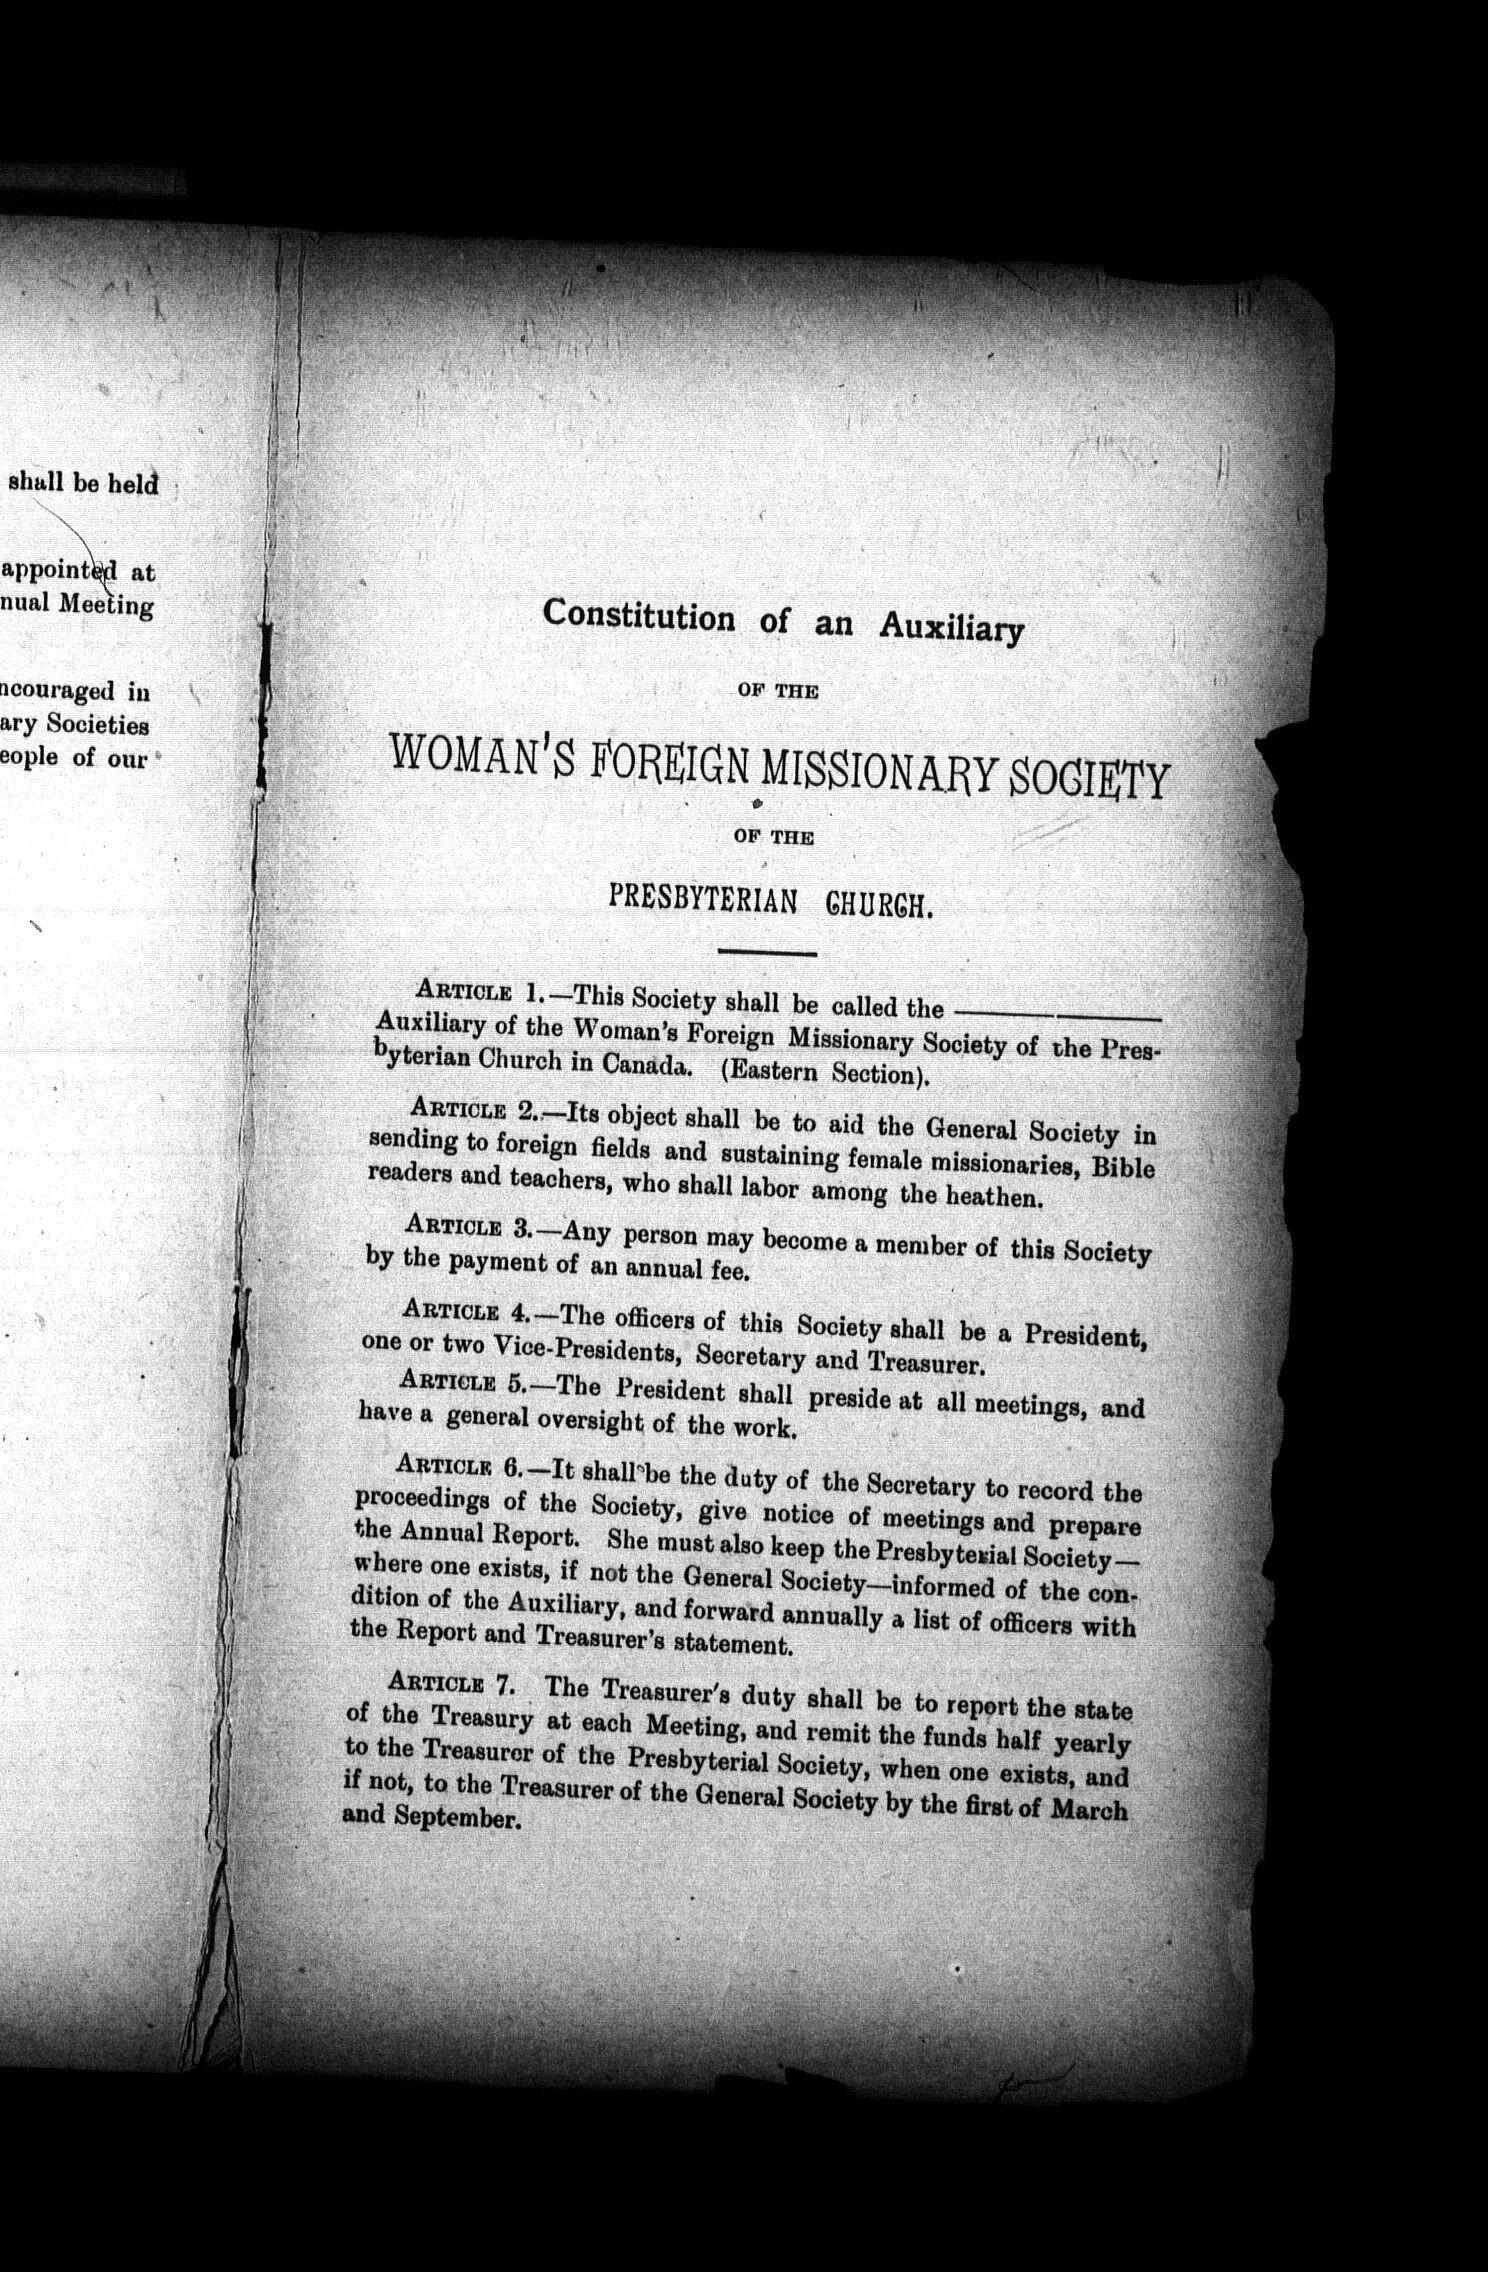 shall be held
appointed at
nual Meeting
ncouraged in
ary Societies
eople of our
Constitution of an Auxiliary
OF THE
WOMAN'S FOREIGN MISSIONARY SOCIETY
OF THE
PRESBYTERIAN CHURCH.
ARTICLE 1.—This Society shall be called the ————
Auxiliary of the Woman's Foreign Missionary Society of the Pres-
byterian Church in Canada. (Eastern Section).
ARTICLE 2.—Its object shall be to aid the General Society in
sending to foreign fields and sustaining female missionaries, Bible
readers and teachers, who shall labor among the heathen.
ARTICLE 3.—Any person may become a member of this Society
by the payment of an annual fee.
ARTICLE 4.—The officers of this Society shall be a President,
one or two Vice-Presidents, Secretary and Treasurer.
ARTICLE 5.—The President shall preside at all meetings, and
have a general oversight of the work.
ARTICLE 6.—It shall be the duty of the Secretary to record the
proceedings of the Society, give notice of meetings and prepare
the Annual Report. She must also keep the Presbyterial Society—
where one exists, if not the General Society—informed of the con-
dition of the Auxiliary, and forward annually a list of officers with
the Report and Treasurer's statement.
ARTICLE 7. The Treasurer's duty shall be to report the state
of the Treasury at each Meeting, and remit the funds half yearly
to the Treasurer of the Presbyterial Society, when one exists, and
if not, to the Treasurer of the General Society by the first of March
and September.